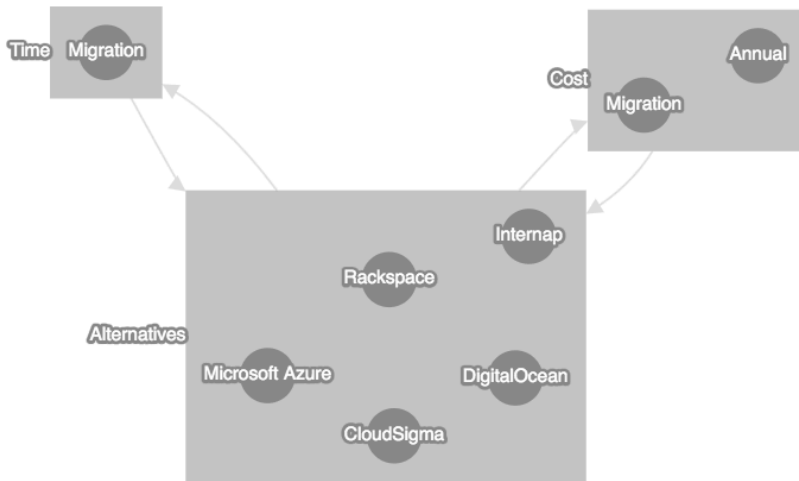 Time
Migration
Annual
Cost
Migration
Internap
Rackspace
Alternatives
Microsoft Azure
DigitalOcean
CloudSigma